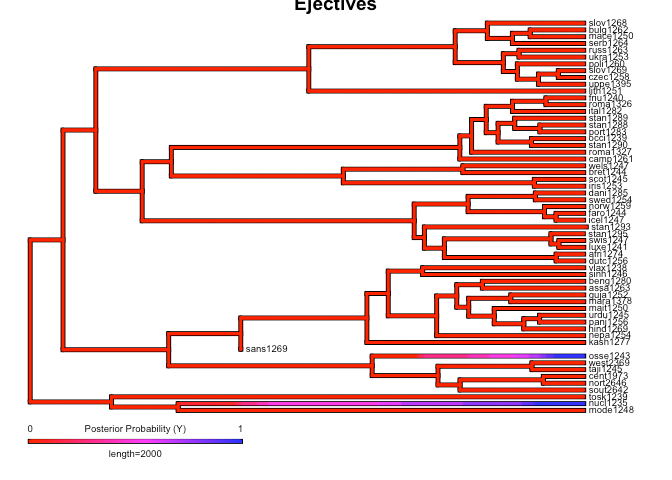 Ejectives
slov1268
bulg1262
mace1250
serb1264
russ1263
ukra1253
poli1260
slov1269
czec1258
uppe1395
lith1251
friu1240
roma1326
ital1282
stan1289
stan1288
port1283
occi1239
stan1290
roma1327
camp1261
wels1247
bret1244
scot1245
iris1253
dani1285
swed1254
norw1259
faro1244
icel1247
stan1293
stan1295
swis1247
luxe1241
afri1274
dutc1256
vlax1238
sinh1246
beng1280
assa1263
guja1252
mara1378
mait1250
urdu1245
panj1256
hind1269
nepa1254
kash1277
sans1269
osse1243
west2369
taji1245
cent1973
nort2646
sout2642
tosk1239
nucl1235
mode1248
0 Posterior Probability (Y) 1
length=2000